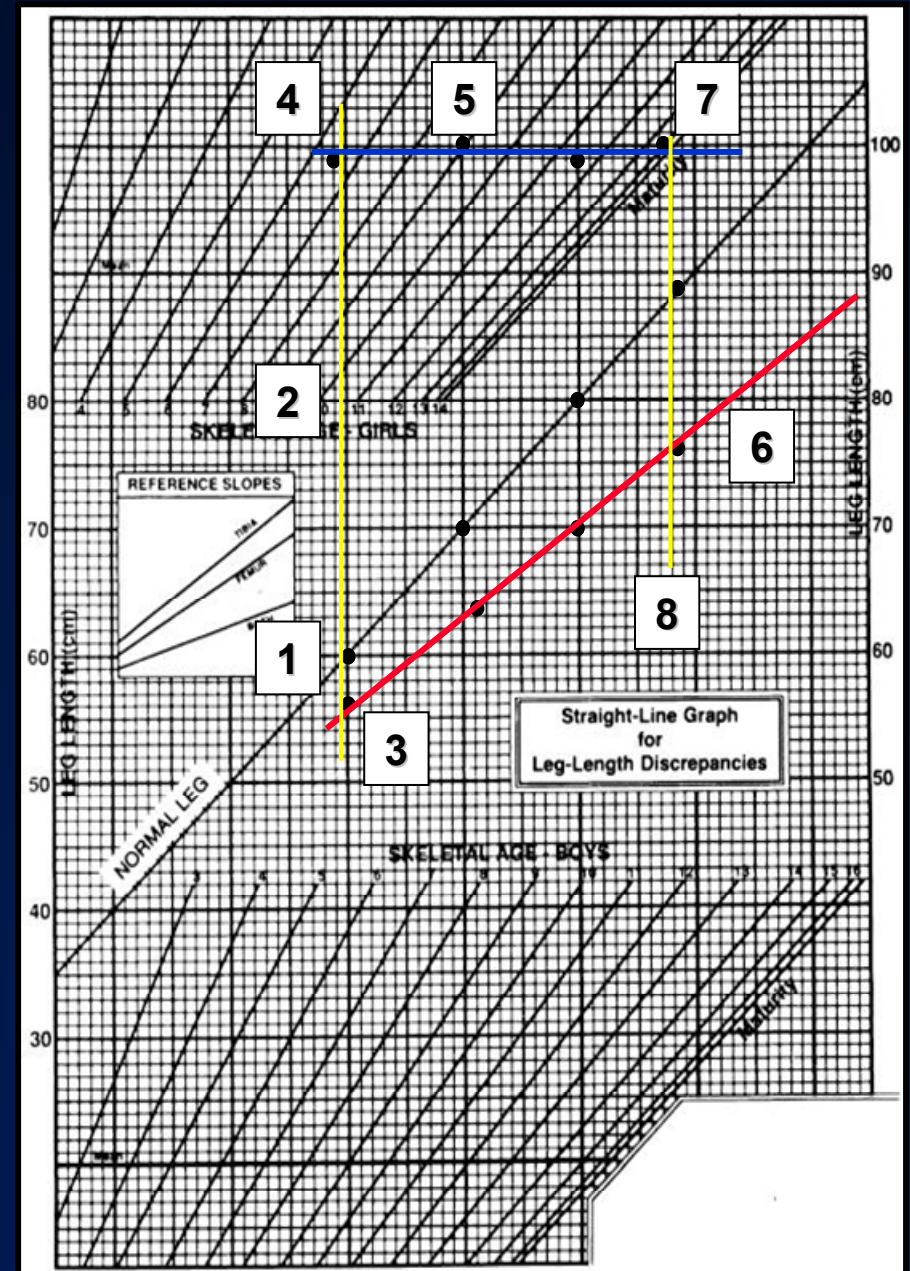 4
5
7
100
Maturity
Mean
90
2
80
4 5 6 7 8 0 11 12 13 14
80
SKELE GE - GIRLS
6
LEG LENGTH (cm)
REFERENCE SLOPES
TIBIA
FEMUR
70
70
8
1
60
60
LEG LENGTH (cm)
3
Straight-Line Graph
for
Leg-Length Discrepancies
50
50
NORMAL LEG
SKELETAL AGE - BOYS
3 4 5 6 7 8 9 10 11 12 13 14 15 16
40
30
Maturity